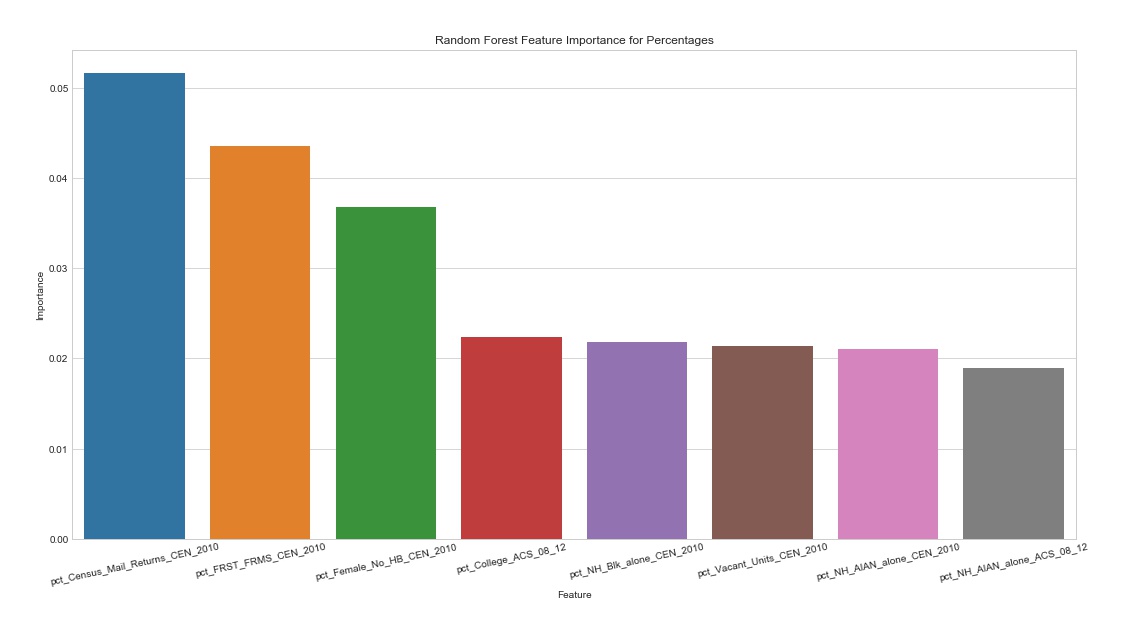 Random Forest Feature Importance for Percentages
0.05
0.04
0.03
0.02
0.01
0.00
Importance
pct_Census_Mail_Returns_CEN_2010
pct_FRST_FRMS_CEN_2010
pct_Female_No_HB_CEN_2010
pct_College_ACS_08_12
pct_NH_Blk_alone_CEN_2010
pct_Vacant_Units_CEN_2010
pct_NH_AIAN_alone_CEN_2010
pct_NH_AIAN_alone_ACS_08_12
Feature